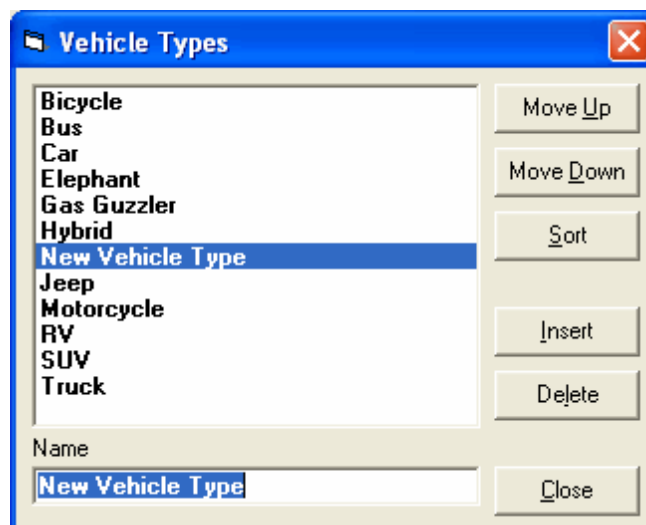 Vehicle Types
Bicycle
Bus
Car
Elephant
Gas Guzzler
Hybrid
New Vehicle Type
Jeep
Motorcycle
RV
SUV
Truck
Move Up
Move Down
Sort
Insert
Delete
Name
New Vehicle Type
Close